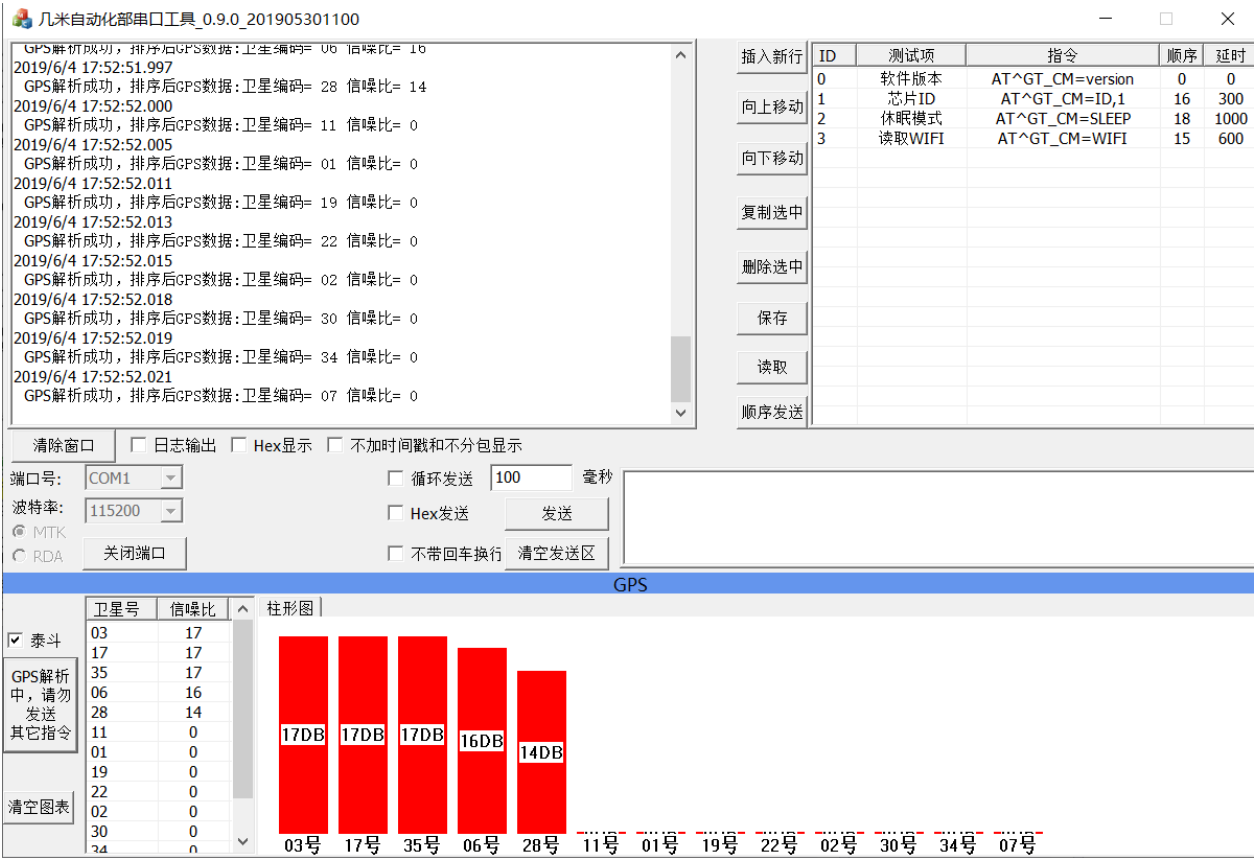 几米自动化部串口工具_0.9.0_201905301100
GPS解析成功，排序后GPS数据:卫星编码= 06 信噪比= 16
2019/6/4 17:52:51.997
GPS解析成功，排序后GPS数据:卫星编码= 28 信噪比= 14
2019/6/4 17:52:52.000
GPS解析成功，排序后GPS数据:卫星编码= 11 信噪比= 0
2019/6/4 17:52:52.005
GPS解析成功，排序后GPS数据:卫星编码= 01 信噪比= 0
2019/6/4 17:52:52.011
GPS解析成功，排序后GPS数据:卫星编码= 19 信噪比= 0
2019/6/4 17:52:52.013
GPS解析成功，排序后GPS数据:卫星编码= 22 信噪比= 0
2019/6/4 17:52:52.015
GPS解析成功，排序后GPS数据:卫星编码= 02 信噪比= 0
2019/6/4 17:52:52.018
GPS解析成功，排序后GPS数据:卫星编码= 30 信噪比= 0
2019/6/4 17:52:52.019
GPS解析成功，排序后GPS数据:卫星编码= 34 信噪比= 0
2019/6/4 17:52:52.021
GPS解析成功，排序后GPS数据:卫星编码= 07 信噪比= 0
插入新行
向上移动
向下移动
复制选中
删除选中
保存
读取
顺序发送
ID 测试项 指令 顺序 延时
0 软件版本 AT^GT_CM=version 0 0
1 芯片ID AT^GT_CM=ID,1 16 300
2 休眠模式 AT^GT_CM=SLEEP 18 1000
3 读取WIFI AT^GT_CM=WIFI 15 600
清除窗口 日志输出 Hex显示 不加时间戳和不分包显示
端口号: COM1 循环发送 100 毫秒
波特率: 115200 Hex发送 发送
MTK
RDA 关闭端口 不带回车换行 清空发送区
GPS
泰斗
GPS解析
中，请勿
发送
其它指令
清空图表
卫星号 信噪比
03 17
17 17
35 17
06 16
28 14
11 0
01 0
19 0
22 0
02 0
30 0
34 0
柱形图
17DB 17DB 17DB 16DB 14DB
03号 17号 35号 06号 28号 11号 01号 19号 22号 02号 30号 34号 07号